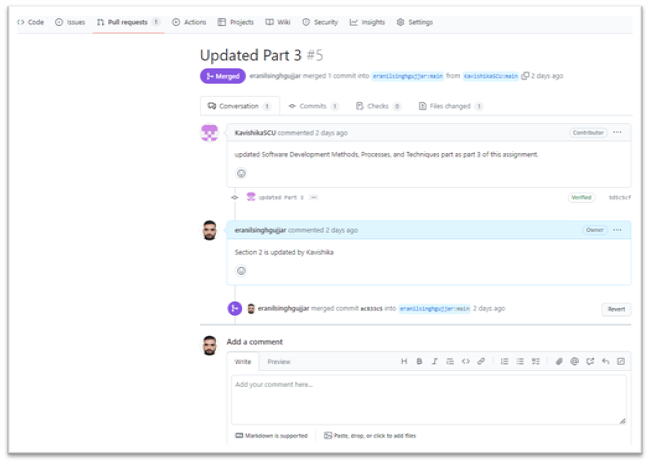 Code Issues Pull requests 1 Actions Projects Wiki Security Insights Settings
Updated Part 3 #5
Merged eranilsinghgujjar merged 1 commit into eranilsinghgujjar:main from KavishikaSCU:main 2 days ago
Conversation 1 Commits 1 Checks 0 Files changed 1
KavishikaSCU commented 2 days ago Contributor
updated Software Development Methods, Processes, and Techniques part as part 3 of this assignment.
updated Part 3 Verified
eranilsinghgujjar commented 2 days ago Owner
Section 2 is updated by Kavishika
eranilsinghgujjar merged commit into eranilsinghgujjar:main 2 days ago Revert
Add a comment
Write Preview H B I
Add your comment here...
Markdown is supported Paste, drop, or click to add files